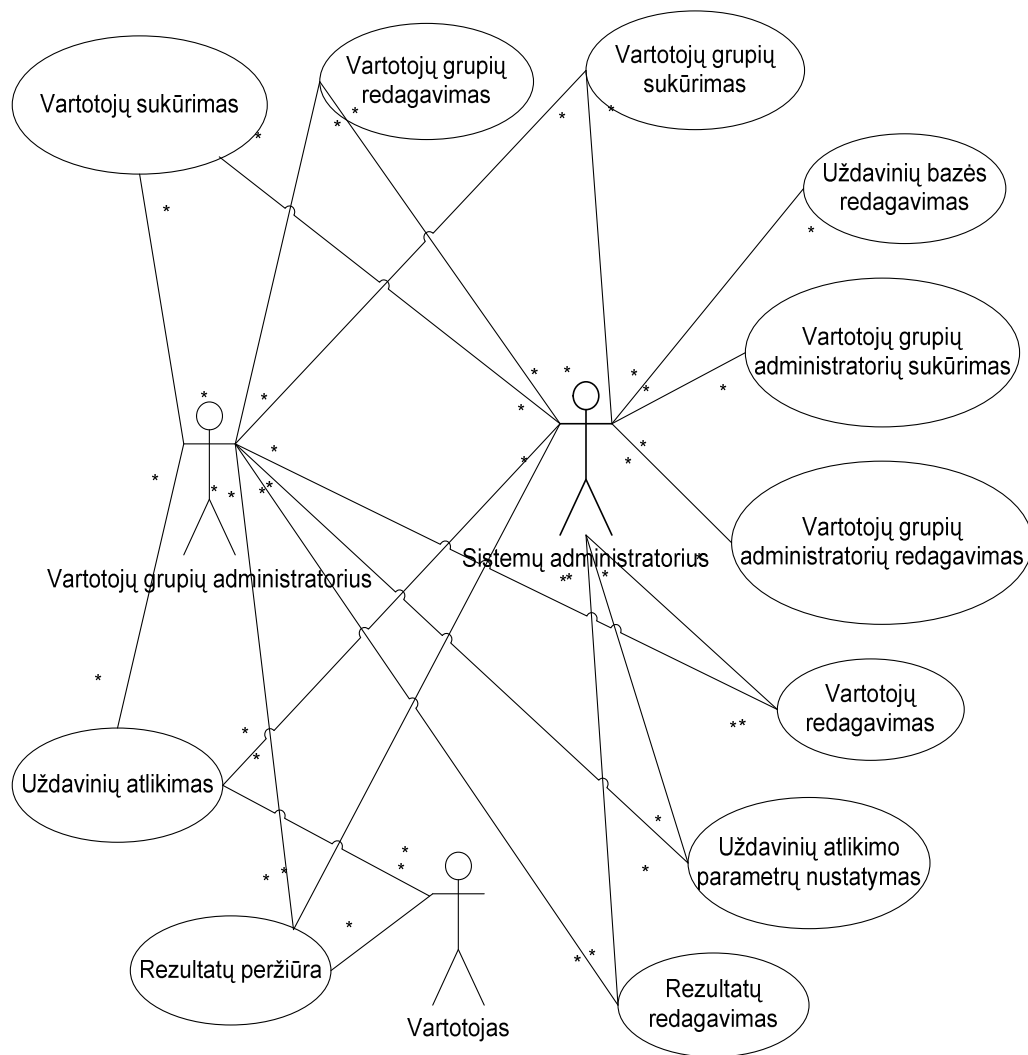 Vartotojų sukūrimas
Vartotojų grupių
redagavimas
Vartotojų grupių
sukūrimas
Uždavinių bazės
redagavimas
Vartotojų grupių
administratorių sukūrimas
Vartotojų grupių administratorius
Sistemų administratorius
Vartotojų grupių
administratorių redagavimas
Vartotojų
redagavimas
Uždavinių atlikimas
Uždavinių atlikimo
parametrų nustatymas
Rezultatų peržiūra
Vartotojas
Rezultatų
redagavimas